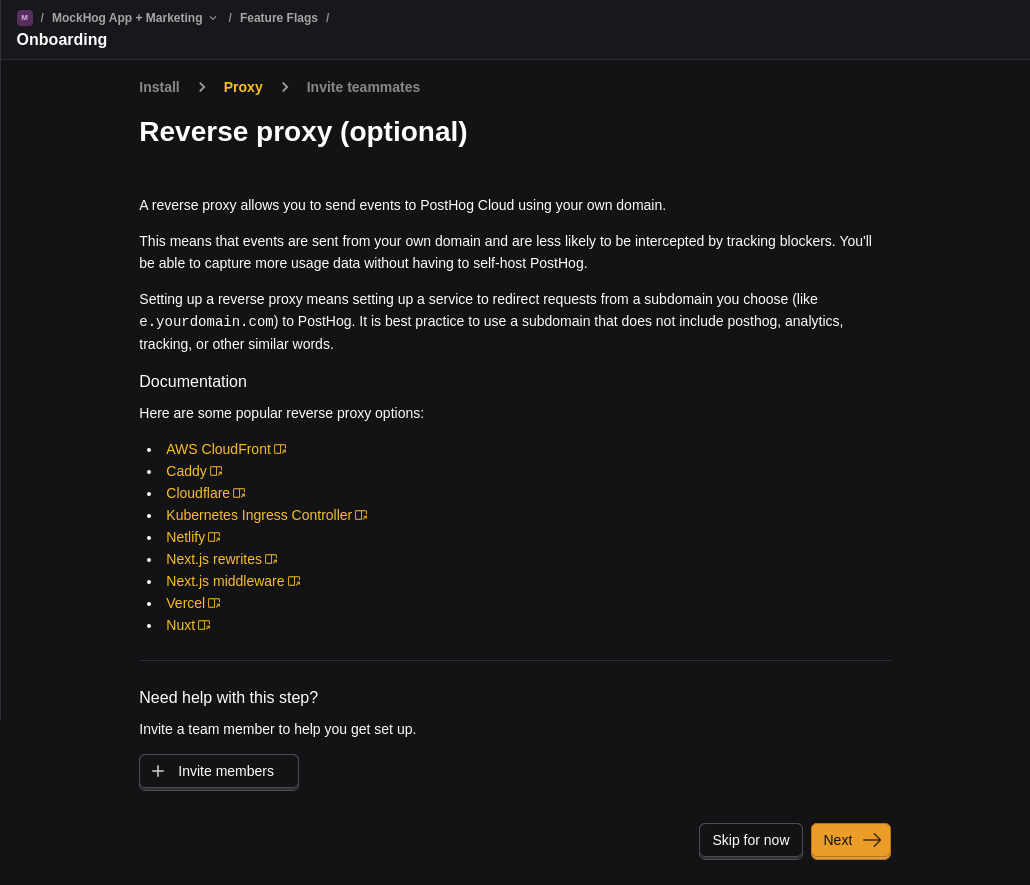 M / MockHog App + Marketing / Feature Flags /
Onboarding
Install Proxy Invite teammates
Reverse proxy (optional)
A reverse proxy allows you to send events to PostHog Cloud using your own domain.
This means that events are sent from your own domain and are less likely to be intercepted by tracking blockers. You'll
be able to capture more usage data without having to self-host PostHog.
Setting up a reverse proxy means setting up a service to redirect requests from a subdomain you choose (like
e.yourdomain.com) to PostHog. It is best practice to use a subdomain that does not include posthog, analytics,
tracking, or other similar words.
Documentation
Here are some popular reverse proxy options:
• AWS CloudFront
• Caddy
• Cloudflare
• Kubernetes Ingress Controller
• Netlify
• Next.js rewrites
• Next.js middleware
• Vercel
• Nuxt
Need help with this step?
Invite a team member to help you get set up.
+ Invite members
Skip for now Next →